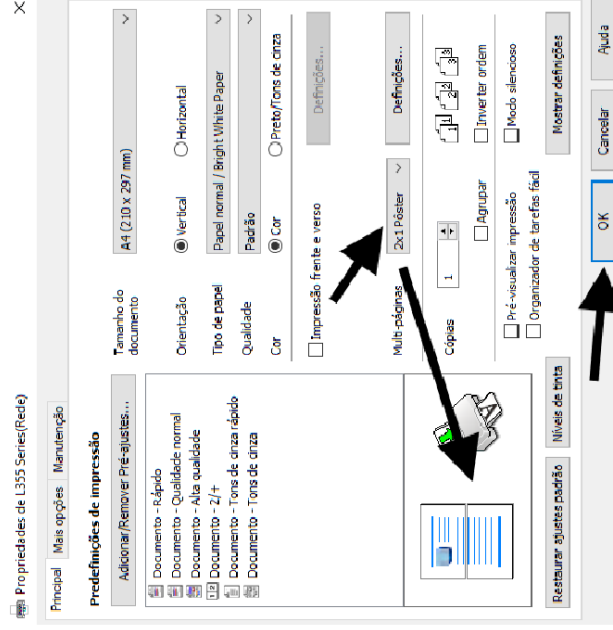 Propriedades de L355 Series(Rede)
Principal
Mais opções
Manutenção
Predefinições de impressão
Adicionar/Remover Pré-ajustes...
Documento - Rápido
Documento - Qualidade normal
Documento - Alta qualidade
Documento - 2/+
Documento - Tons de cinza rápido
Documento - Tons de cinza
Restaurar ajustes padrão
Níveis de tinta
Tamanho do documento
A4 (210 x 297 mm)
Orientação
Vertical
Horizontal
Tipo de papel
Papel normal / Bright White Paper
Qualidade
Padrão
Cor
Cor
Preto/Tons de cinza
Impressão frente e verso
Definições...
Multi-páginas
2x1 Pôster
Definições...
Cópias
1
Agrupar
Inverter ordem
Pré-visualizar impressão
Modo silencioso
Organizador de tarefas fácil
Mostrar definições
OK
Cancelar
Ajuda